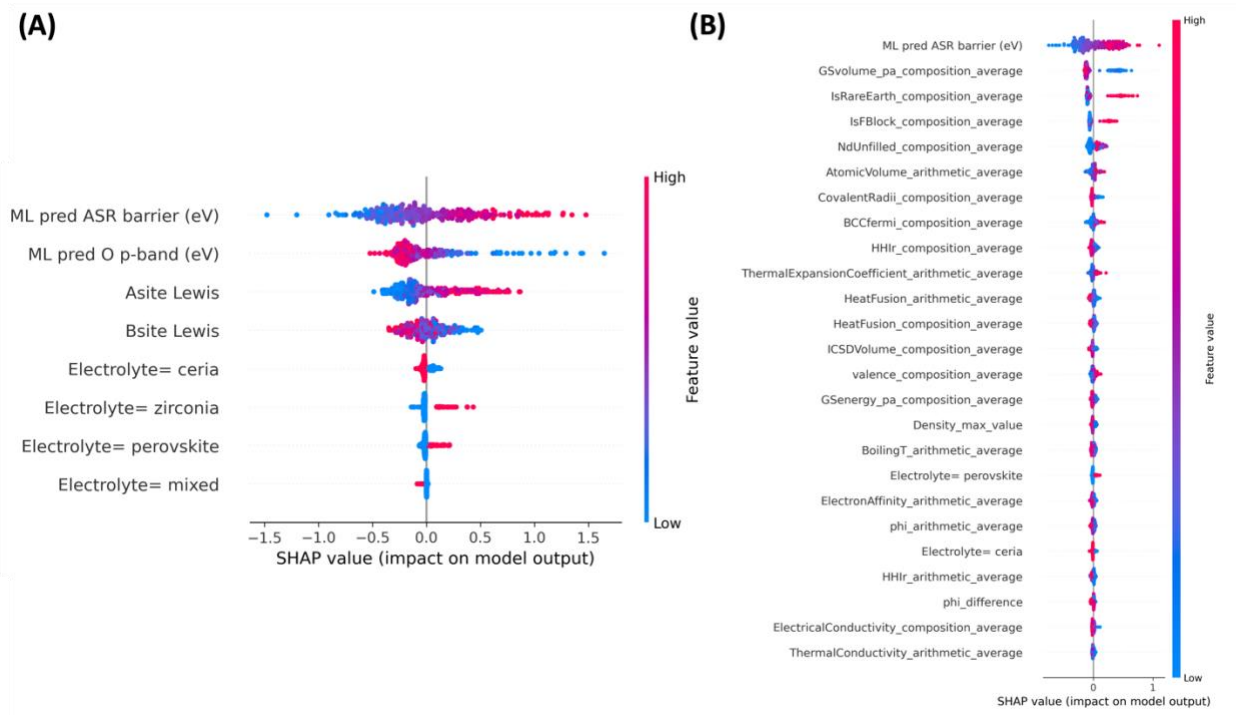 (A)
High
ML pred ASR barrier (eV)
ML pred O p-band (eV)
Asite Lewis
Bsite Lewis
Electrolyte= ceria
Electrolyte= zirconia
Electrolyte= perovskite
Electrolyte= mixed
Feature value
Low
−1.5 −1.0 −0.5 0.0 0.5 1.0 1.5
SHAP value (impact on model output)
(B)
High
ML pred ASR barrier (eV)
GSvolume_pa_composition_average
IsRareEarth_composition_average
IsFBlock_composition_average
NdUnfilled_composition_average
AtomicVolume_arithmetic_average
CovalentRadii_composition_average
BCCfermi_composition_average
HHIr_composition_average
ThermalExpansionCoefficient_arithmetic_average
HeatFusion_arithmetic_average
HeatFusion_composition_average
ICSDVolume_composition_average
valence_composition_average
GSenergy_pa_composition_average
Density_max_value
BoilingT_arithmetic_average
Electrolyte= perovskite
ElectronAffinity_arithmetic_average
phi_arithmetic_average
Electrolyte= ceria
HHIr_arithmetic_average
phi_difference
ElectricalConductivity_composition_average
ThermalConductivity_arithmetic_average
Feature value
Low
0 1
SHAP value (impact on model output)